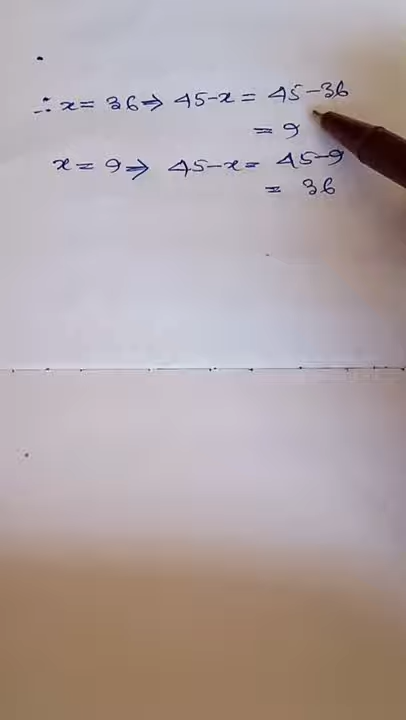 ∴ x = 36 ⇒ 45-x = 45-36
= 9
x = 9 ⇒ 45-x = 45-9
= 36